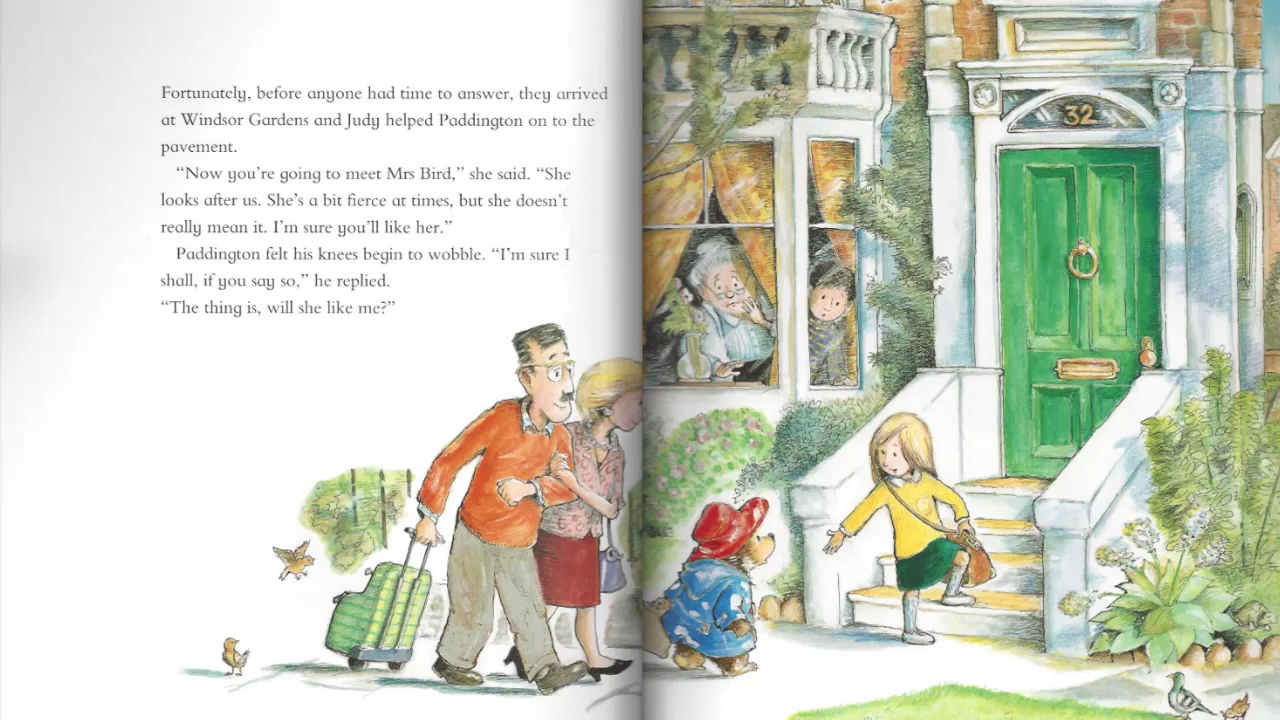 Fortunately, before anyone had time to answer, they arrived
at Windsor Gardens and Judy helped Paddington on to the
pavement.
“Now you’re going to meet Mrs Bird,” she said. “She
looks after us. She’s a bit fierce at times, but she doesn’t
really mean it. I’m sure you’ll like her.”
Paddington felt his knees begin to wobble. “I’m sure I
shall, if you say so,” he replied.
“The thing is, will she like me?”
32